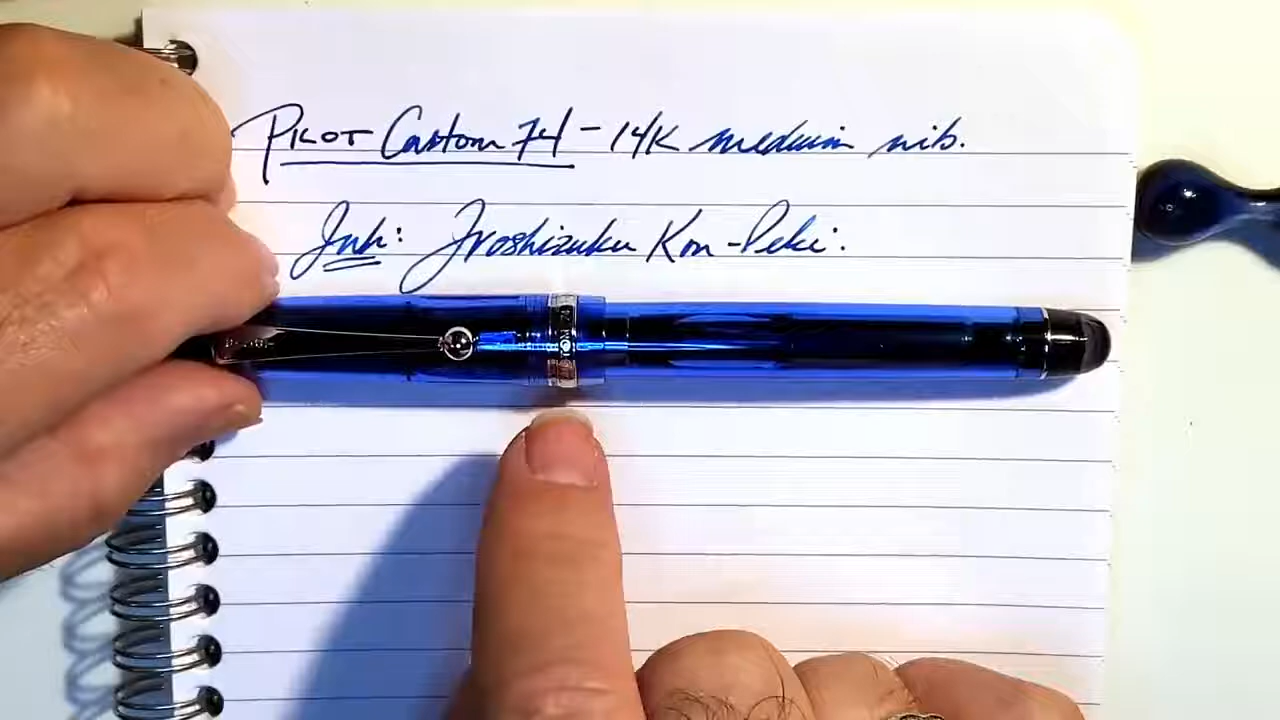 PILOT Custom 74 - 14K medium nib.
Ink: Iroshizuku Kon-Peki.